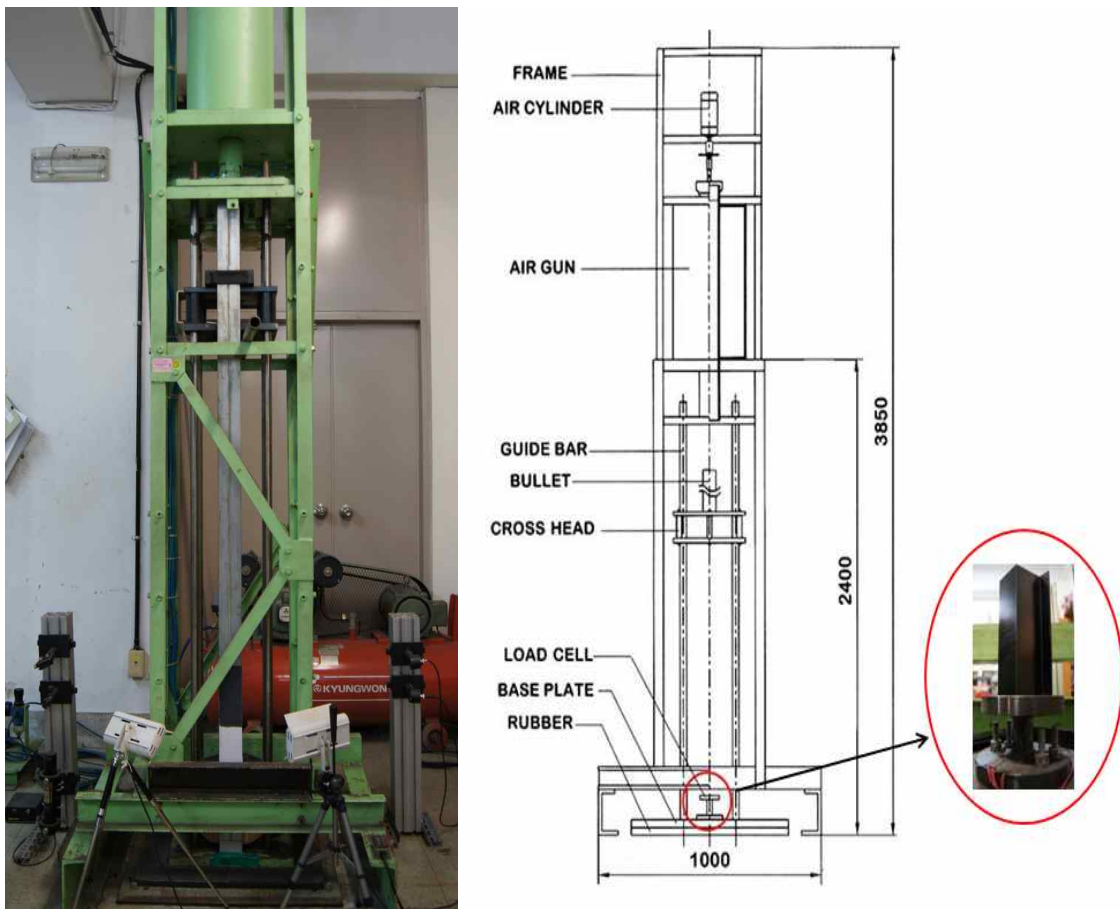 FRAME
AIR CYLINDER
AIR GUN
GUIDE BAR
BULLET
CROSS HEAD
LOAD CELL
BASE PLATE
RUBBER
3850
2400
1000
KYUNGWON